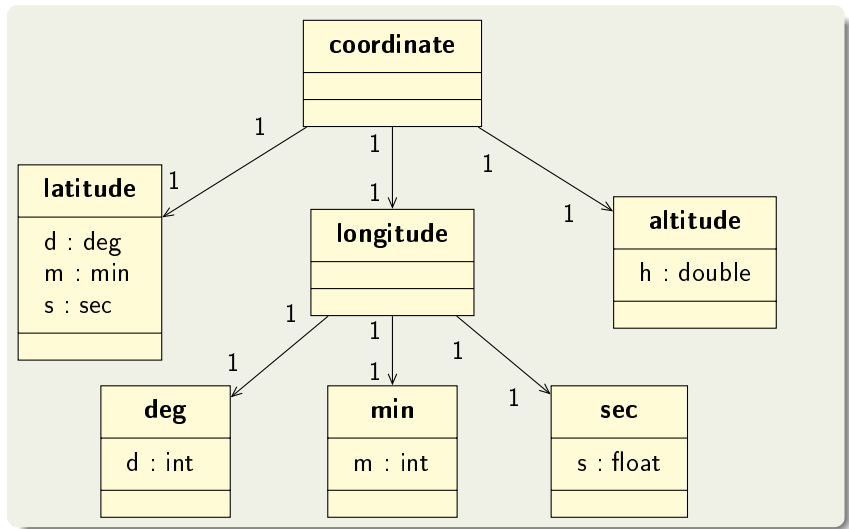 coordinate
1
1
1
1
1
1
latitude
d : deg
m : min
s : sec
longitude
altitude
h : double
1
1
1
1
1
1
deg
d : int
min
m : int
sec
s : float